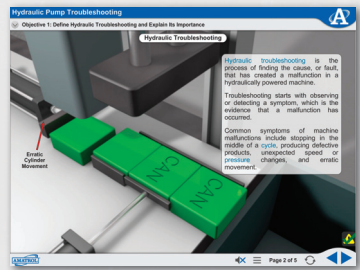 Hydraulic Pump Troubleshooting
Objective 1: Define Hydraulic Troubleshooting and Explain Its Importance
Hydraulic Troubleshooting
Hydraulic troubleshooting is the
process of finding the cause, or fault,
that has created a malfunction in a
hydraulically powered machine.
Troubleshooting starts with observing
or detecting a symptom, which is the
evidence that a malfunction has
occurred.
Common symptoms of machine
malfunctions include stopping in the
middle of a cycle, producing defective
products, unexpected speed or
pressure changes, and erratic
movement.
Erratic
Cylinder
Movement
CAN
CAN
AMATROL
Page 2 of 5